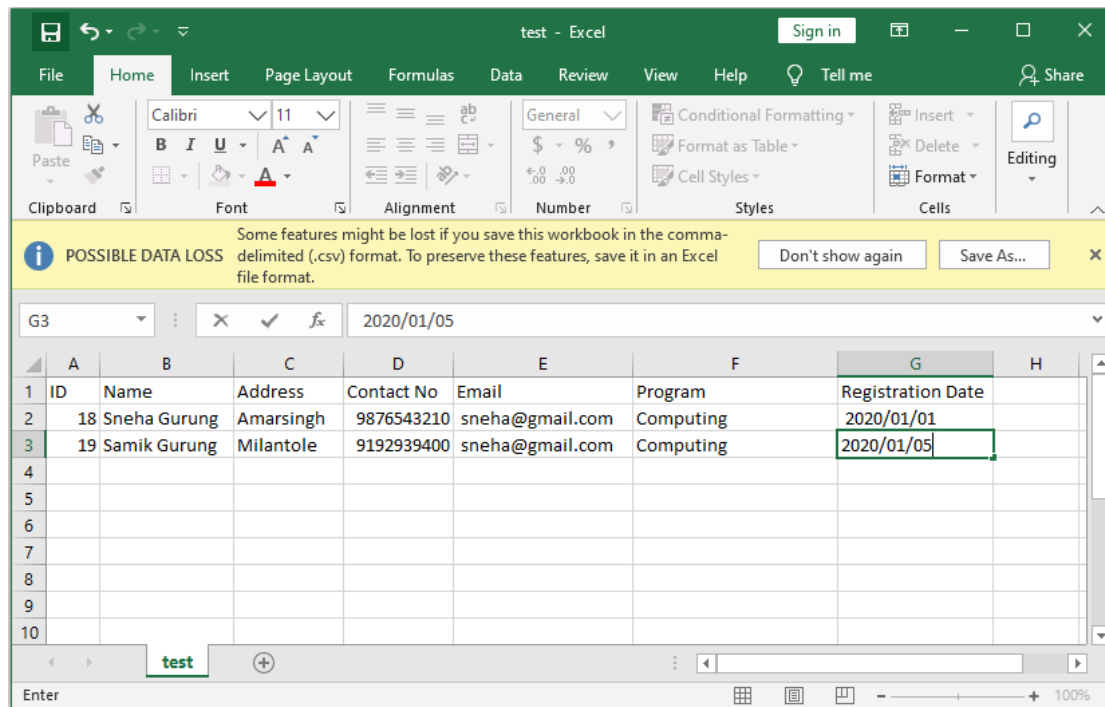 test - Excel Sign in
File Home Insert Page Layout Formulas Data Review View Help Tell me Share
Calibri 11 ab General Conditional Formatting Insert
Paste B I U A A $ % , Format as Table Delete Editing
A .00 .00 Cell Styles Format
Clipboard Font Alignment Number Styles Cells
POSSIBLE DATA LOSS Some features might be lost if you save this workbook in the comma-
delimited (.csv) format. To preserve these features, save it in an Excel
file format. Don't show again Save As...
G3 fx 2020/01/05
A B C D E F G H
1 ID Name Address Contact No Email Program Registration Date
2 18 Sneha Gurung Amarsingh 9876543210 sneha@gmail.com Computing 2020/01/01
3 19 Samik Gurung Milantole 9192939400 sneha@gmail.com Computing 2020/01/05
4
5
6
7
8
9
10
test
Enter 100%